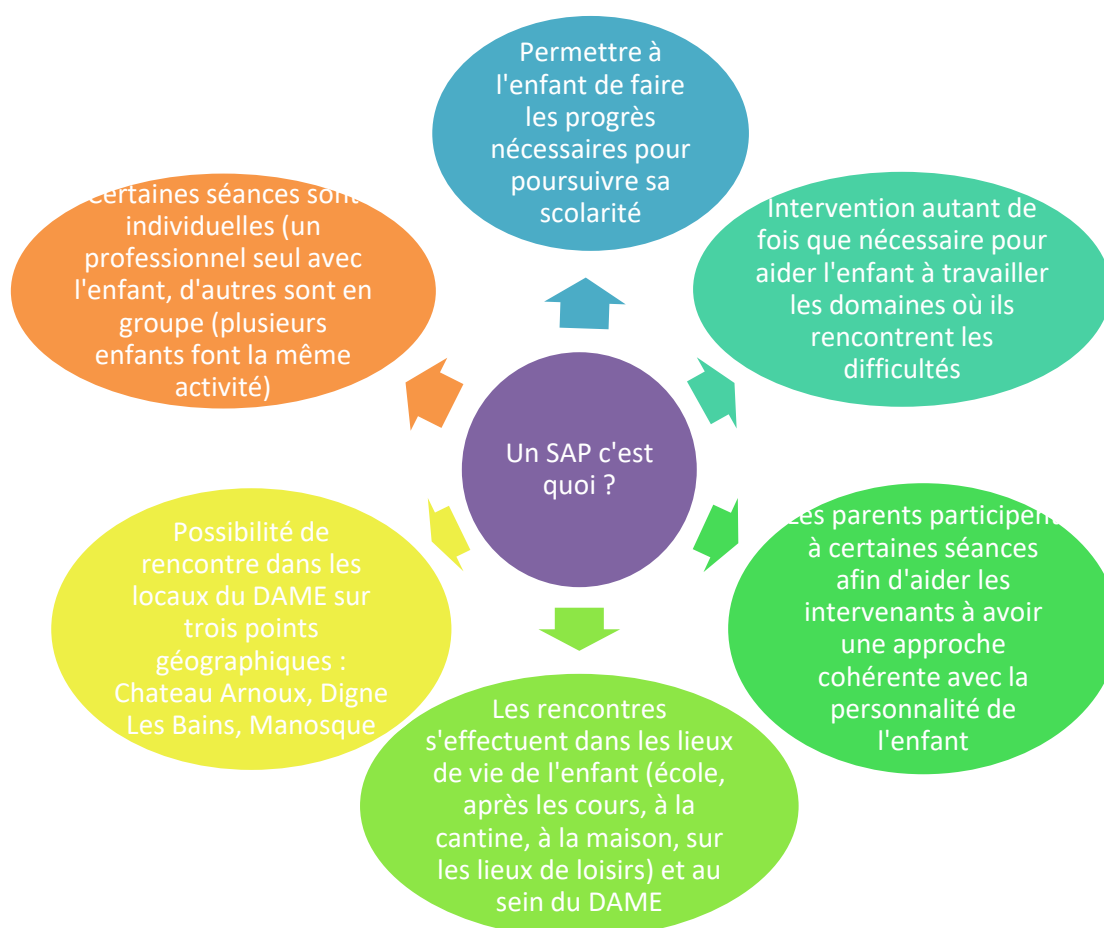 Permettre à
l'enfant de faire
les progrès
nécessaires pour
poursuivre sa
scolarité
Intervention autant de
fois que nécessaire pour
aider l'enfant à travailler
les domaines où ils
rencontrent les
difficultés
Les parents participent
à certaines séances
afin d'aider les
intervenants à avoir
une approche
cohérente avec la
personnalité de
l'enfant
Les rencontres
s'effectuent dans les lieux
de vie de l'enfant (école,
après les cours, à la
cantine, à la maison, sur
les lieux de loisirs) et au
sein du DAME
Possibilité de
rencontre dans les
locaux du DAME sur
trois points
géographiques :
Chateau Arnoux, Digne
Les Bains, Manosque
Certaines séances sont
individuelles (un
professionnel seul avec
l'enfant, d'autres sont en
groupe (plusieurs
enfants font la même
activité)
Un SAP c'est
quoi ?